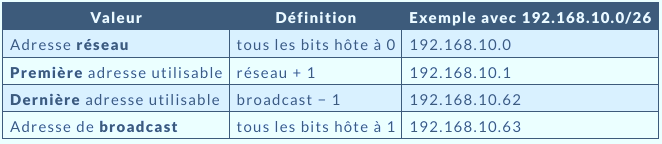 Valeur Définition Exemple avec 192.168.10.0/26
Adresse réseau tous les bits hôte à 0 192.168.10.0
Première adresse utilisable réseau + 1 192.168.10.1
Dernière adresse utilisable broadcast − 1 192.168.10.62
Adresse de broadcast tous les bits hôte à 1 192.168.10.63